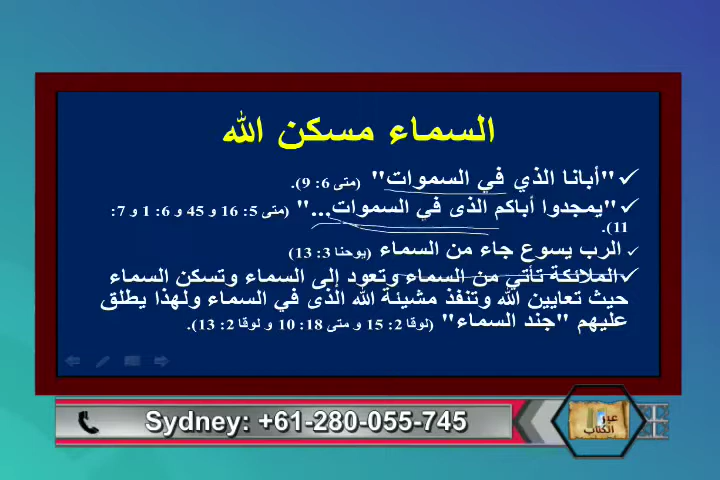 السماء مسكن الله
✓ "أبانا الذي في السموات" (متى 6: 9).
✓ "يمجدوا أباكم الذى في السموات..." (متى 5: 16 و 45 و 6: 1 و 7:
11).
✓ الرب يسوع جاء من السماء (يوحنا 3: 13)
✓ الملائكة تأتي من السماء وتعود إلى السماء وتسكن السماء
حيث تعايين الله وتنفذ مشيئة الله الذى في السماء ولهذا يطلق
عليهم "جند السماء" (لوقا 2: 15 و متى 18: 10 و لوقا 2: 13).
Sydney: +61-280-055-745
عبر
الكتاب